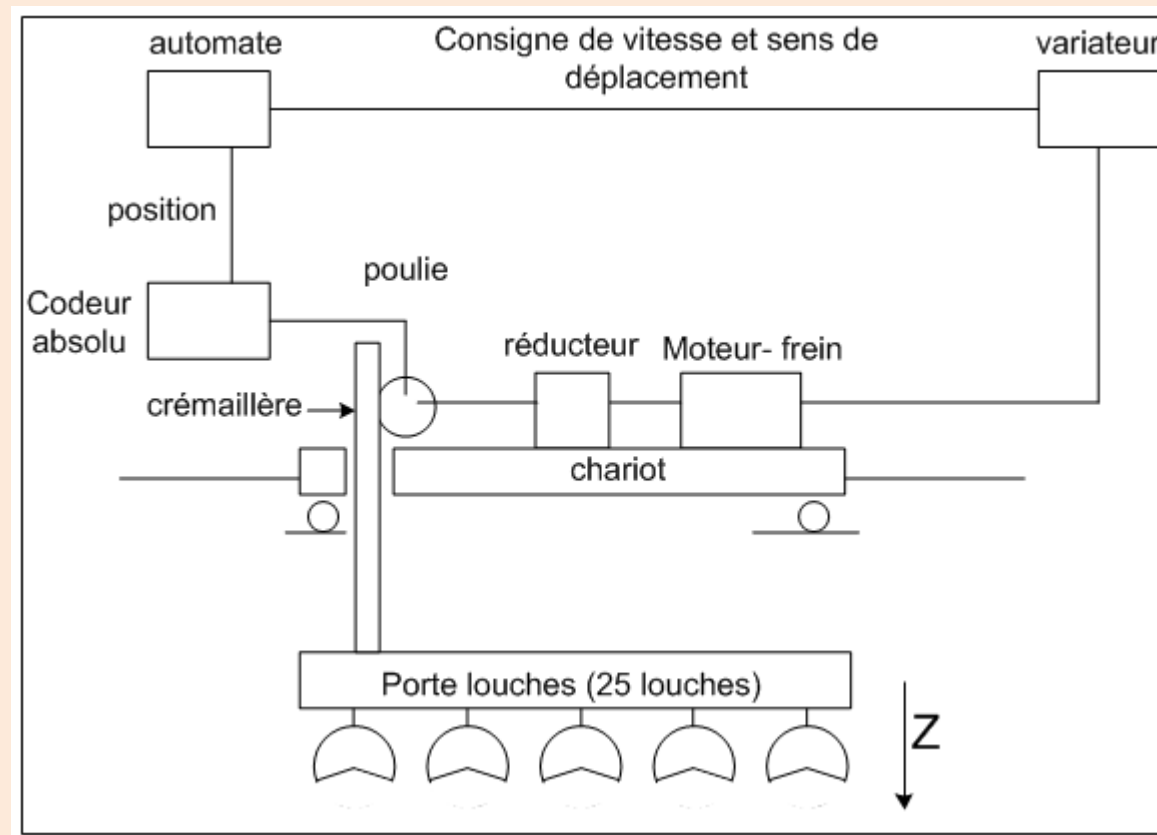 automate
Consigne de vitesse et sens de
déplacement
variateur
position
poulie
Codeur
absolu
réducteur
Moteur- frein
crémaillère
chariot
Porte louches (25 louches)
Z